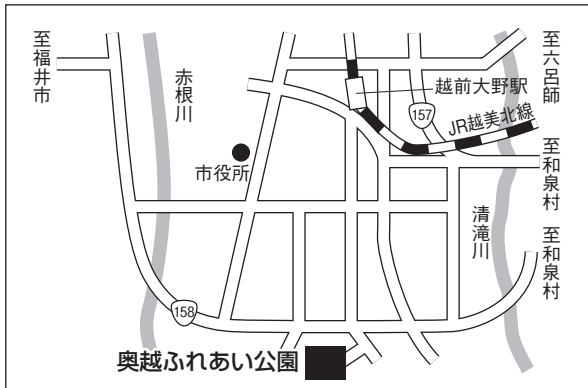 至福井市
赤根川
越前大野駅
至六呂師
157
JR越美北線
市役所
至和泉村
清滝川
至和泉村
158
奥越ふれあい公園